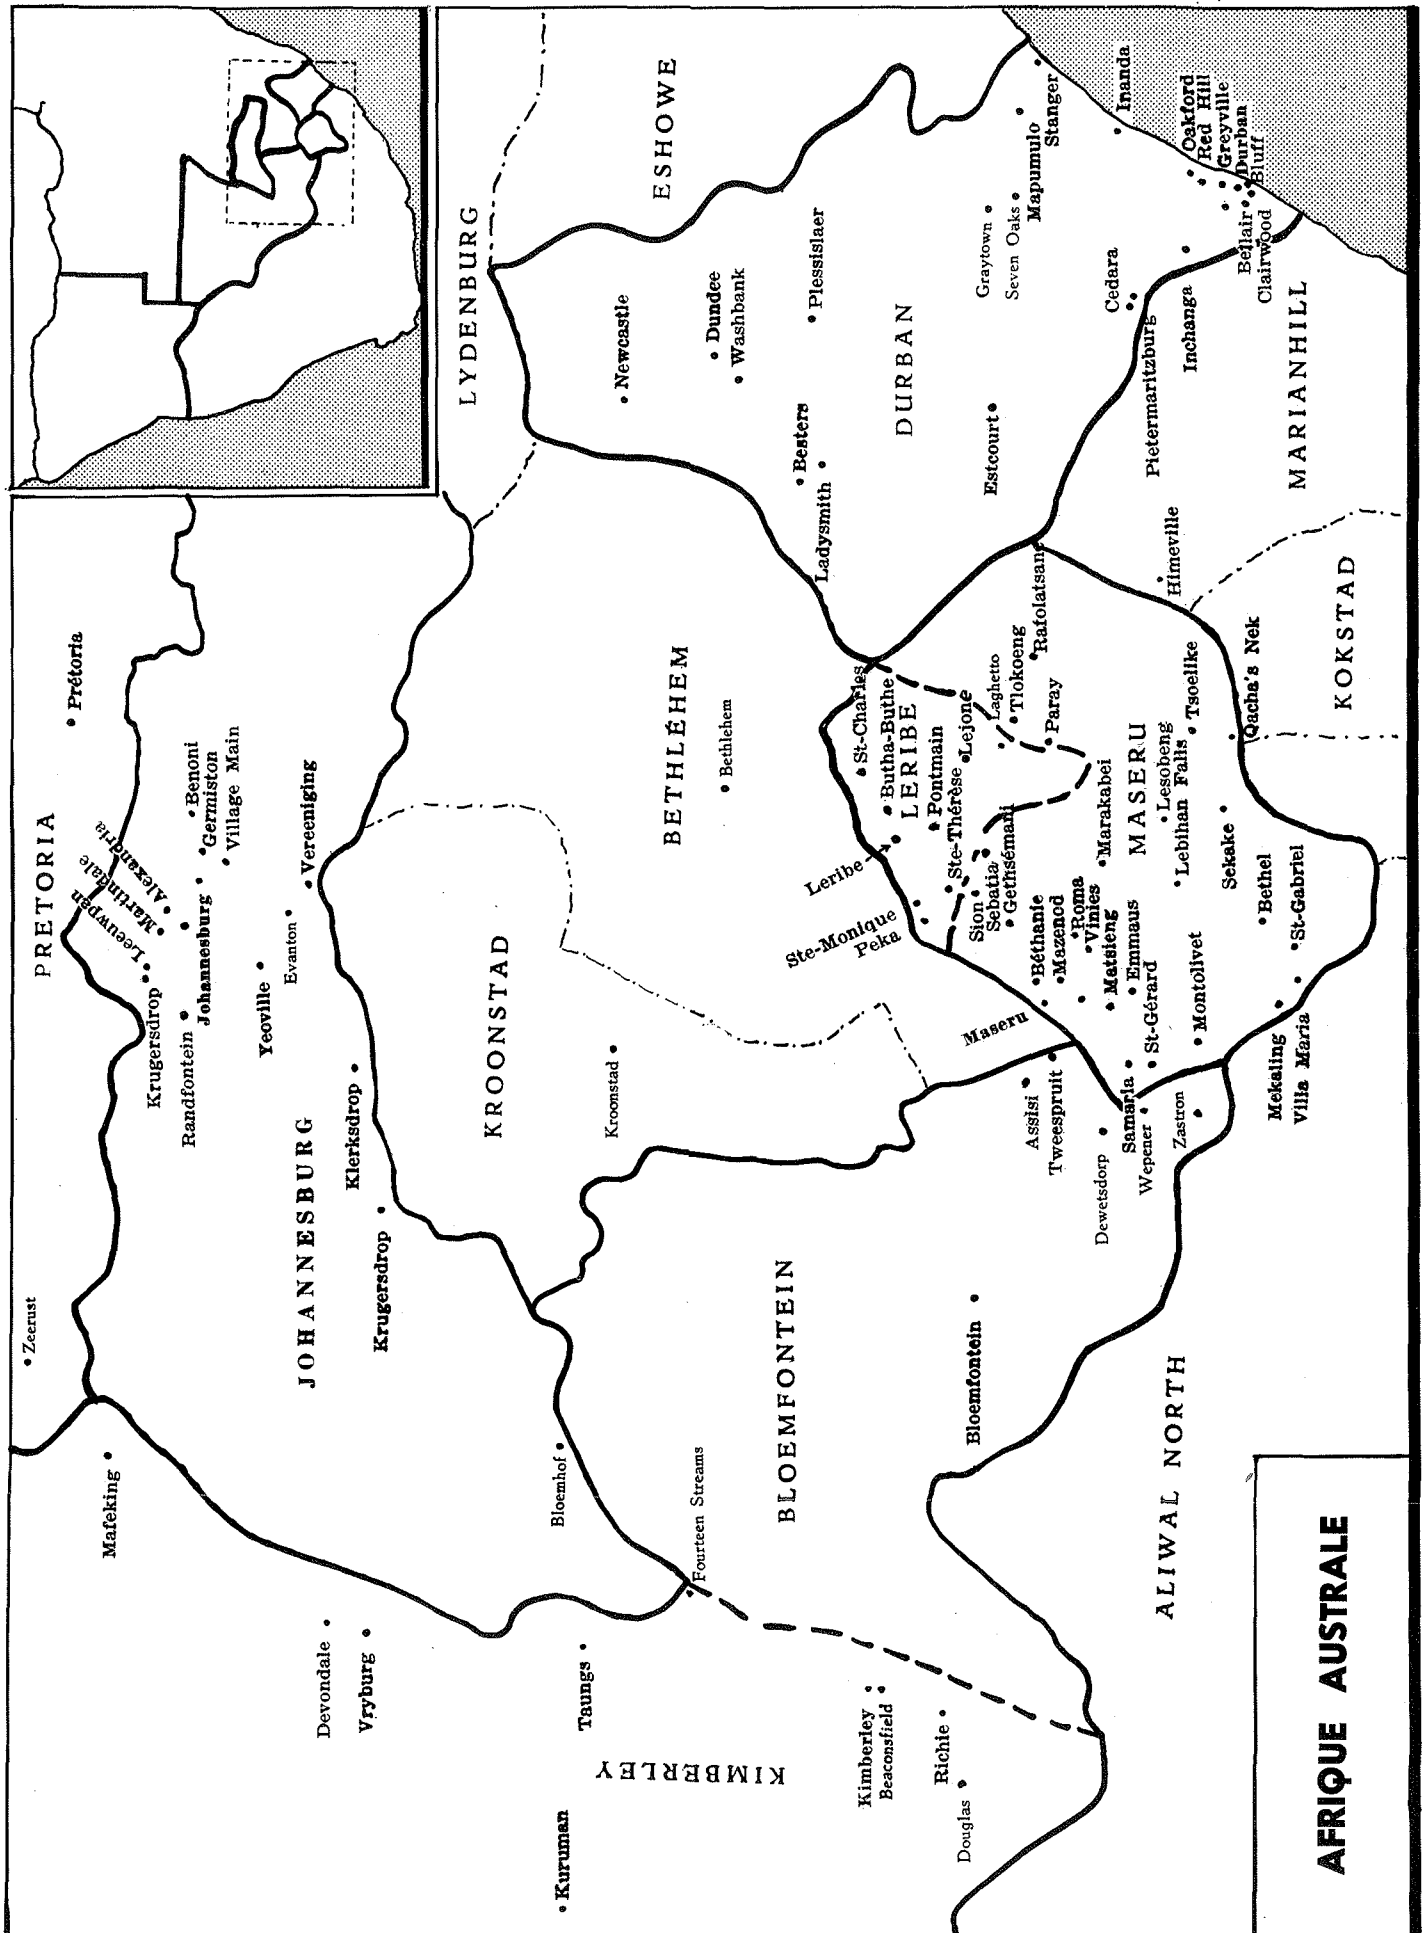 AFRIQUE AUSTRALE
PRETORIA
Prétoria
Zeerust
Mafeking
JOHANNESBURG
Krugersdrop
Leeuwpan
Martindale
Alexandria
Benoni
Germiston
Village Main
Randfontein
Johannesburg
Yeoville
Evanton
Vereeniging
Klerksdrop
Krugersdrop
Devondale
Vryburg
Bloemhof
Taungs
Kuruman
KIMBERLEY
Fourteen Streams
Kimberley
Beaconsfield
Richie
Douglas
KROONSTAD
Kroonstad
BLOEMFONTEIN
Bloemfontein
Assisi
Tweespruit
Dewetsdorp
Wepener
Zastron
ALIWAL NORTH
BETHLÉHEM
Bethlehem
LYDENBURG
ESHOWE
Newcastle
Dundee
Washbank
Plessislaer
Besters
Ladysmith
DURBAN
Estcourt
Graytown
Seven Oaks
Mapumulo
Stanger
Inanda
Oakford
Red Hill
Greyville
Durban
Bluff
Bellair
Clairwood
Cedara
Pietermaritzburg
Inchanga
MARIANHILL
Himeville
KOKSTAD
St-Charles
Butha-Buthe
LERIBE
Leribe
Pontmain
Ste-Thérèse
Lejone
Laghetto
Tlokoeng
Rafolatsane
Paray
Ste-Monique
Peka
Sion
Sebatia
Gethsémani
MASERU
Maseru
Béthanie
Mazenod
Roma
Vinies
Matsieng
Emmaus
St-Gérard
Samaria
Marakabei
Lesobeng
Lebihan Falls
Tsoelike
Qacha's Nek
Sekake
Bethel
St-Gabriel
Montolivet
Mekaling
Villa Maria